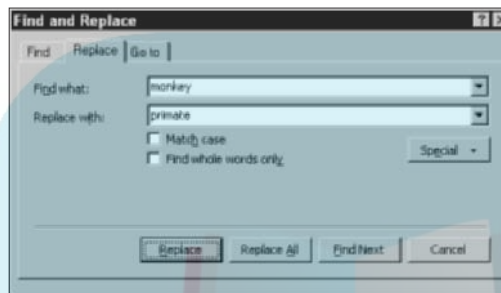 Find and Replace
Find Replace Go to
Find what: monkey
Replace with: primate
Match case
Find whole words only
Special
Replace Replace All Find Next Cancel